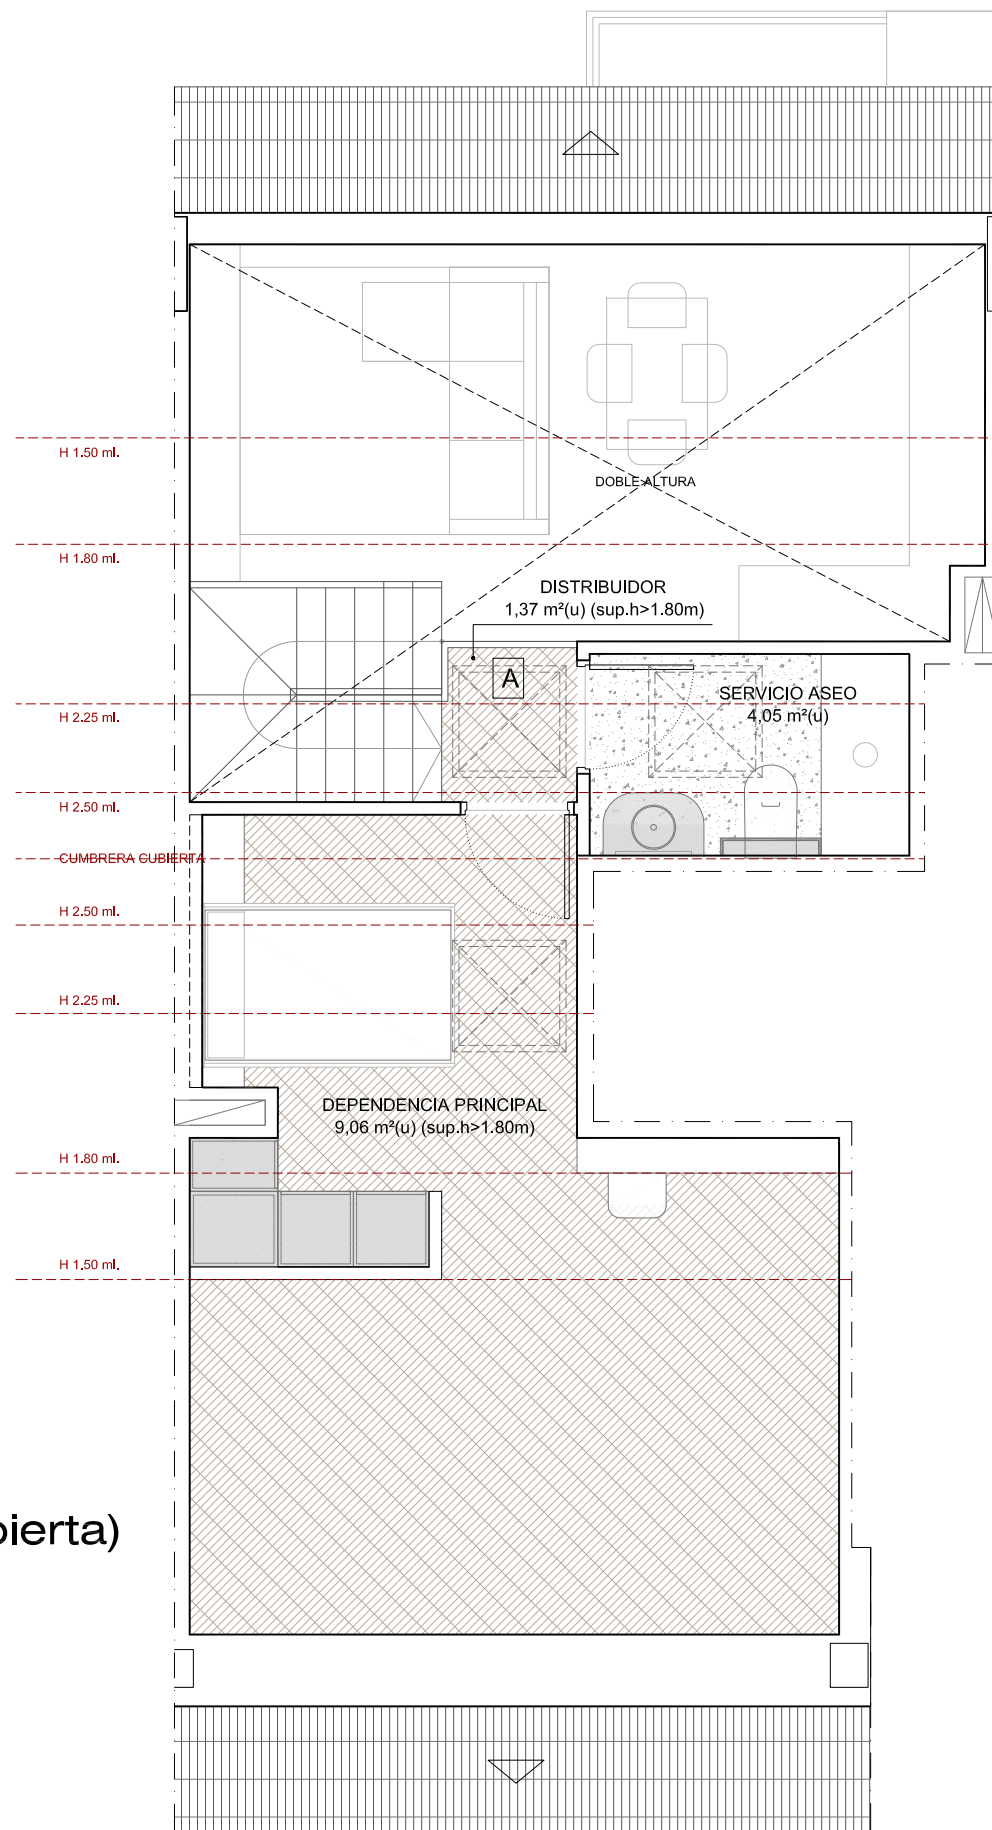 H 1.50 ml.
DOBLE ALTURA
H 1.80 ml.
DISTRIBUIDOR
1,37 m²(u) (sup.h>1.80m)
A
SERVICIO ASEO
4,05 m²(u)
H 2.25 ml.
H 2.50 ml.
CUMBRERA CUBIERTA
H 2.50 ml.
H 2.25 ml.
DEPENDENCIA PRINCIPAL
9,06 m²(u) (sup.h>1.80m)
H 1.80 ml.
H 1.50 ml.
bierta)